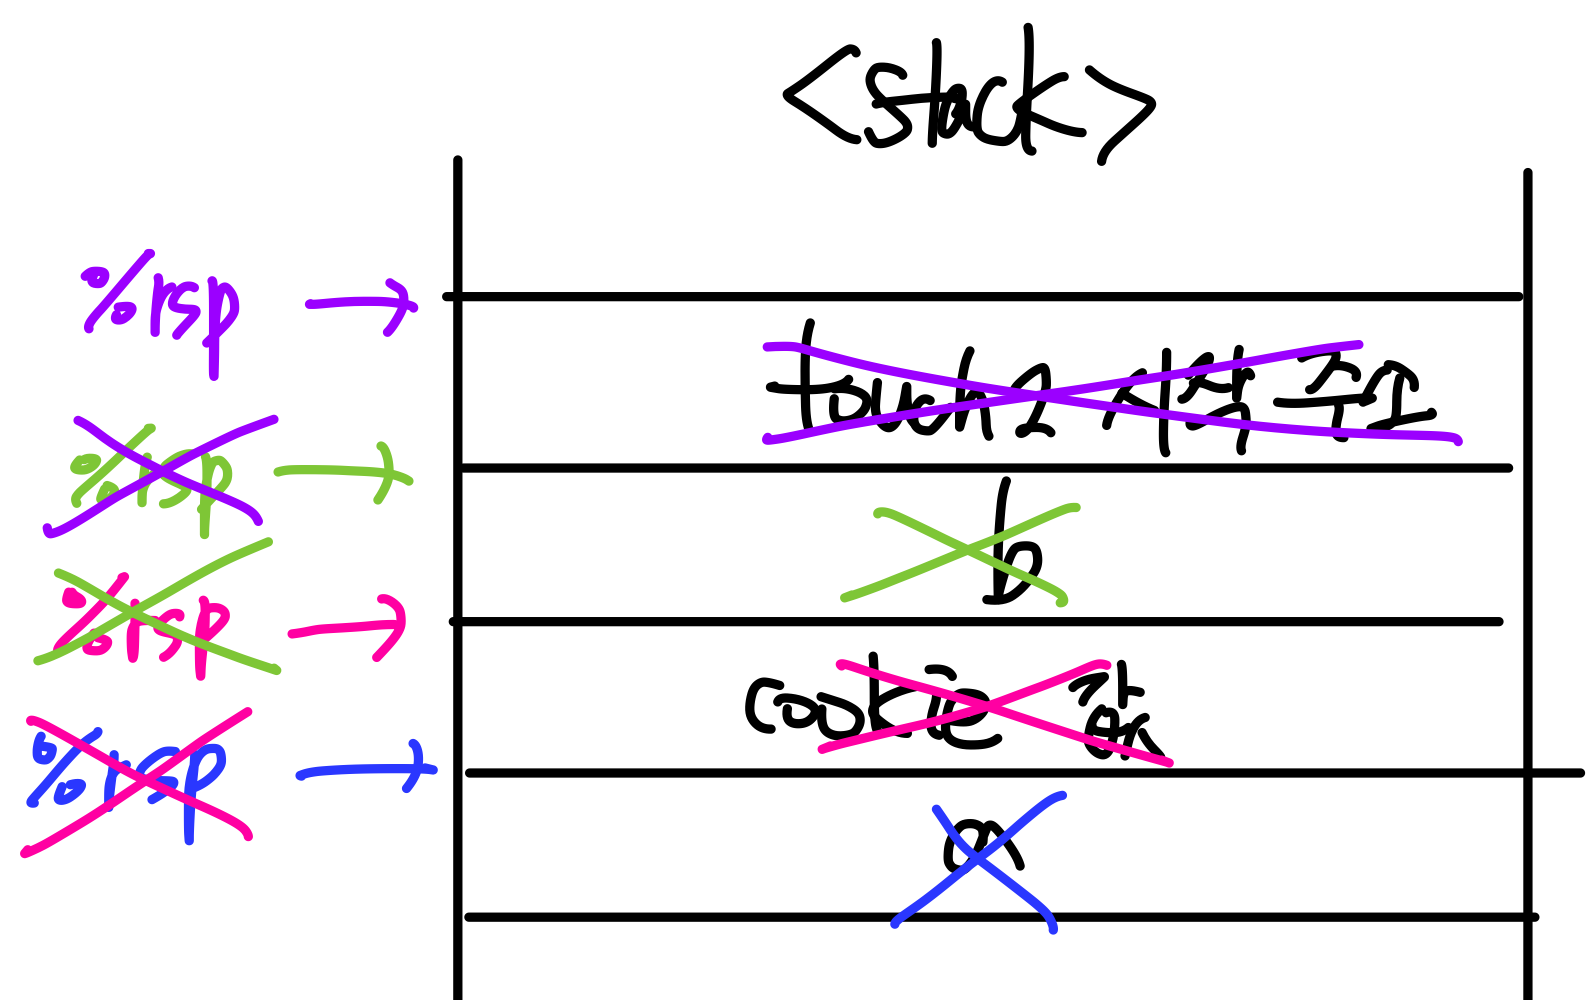 <stack>
%rsp →
touch2 시작 주소
%rsp →
b
%rsp →
cookie 값
%rsp →
a